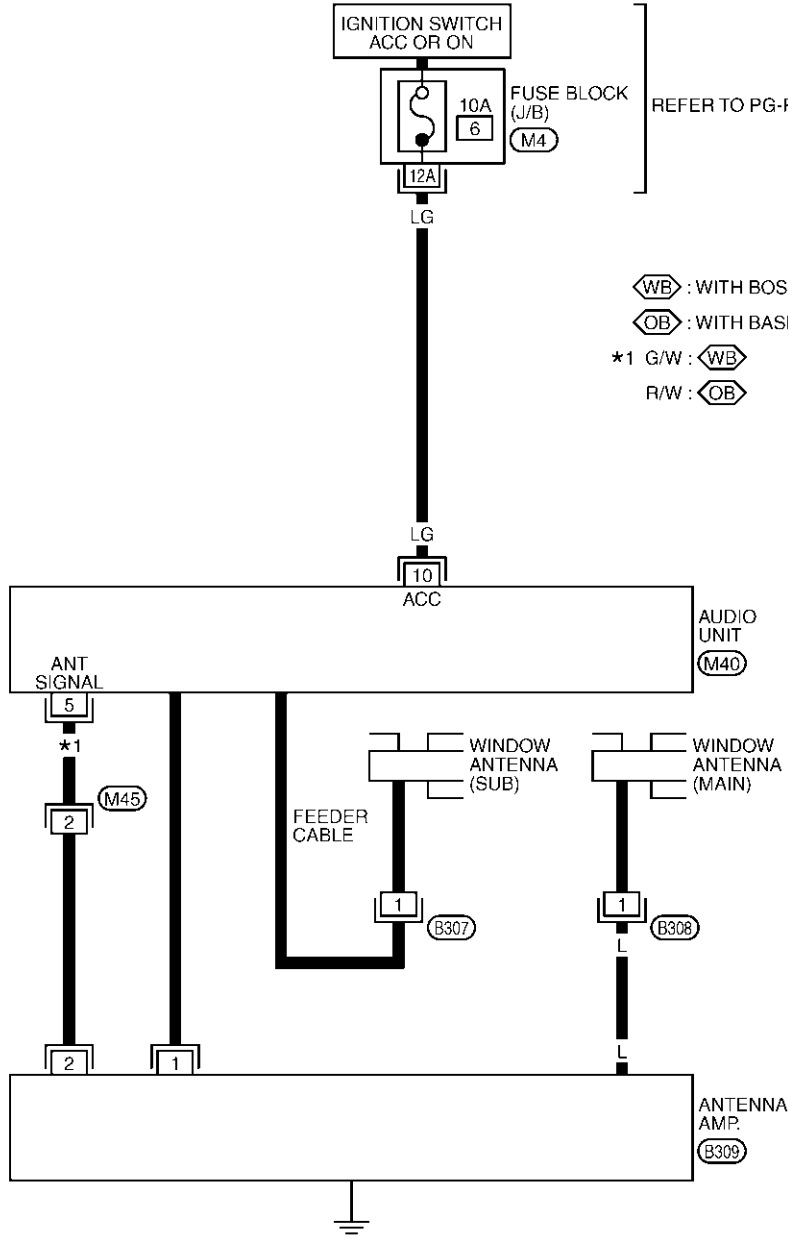 IGNITION SWITCH
ACC OR ON
10A
6
FUSE BLOCK
(J/B)
M4
REFER TO PG-
12A
LG
WB : WITH BOS
OB : WITH BAS
*1 G/W : WB
R/W : OB
LG
10
ACC
AUDIO
UNIT
M40
ANT
SIGNAL
5
*1
M45
2
FEEDER
CABLE
WINDOW
ANTENNA
(SUB)
WINDOW
ANTENNA
(MAIN)
1
B307
1
B308
L
L
2
1
ANTENNA
AMP.
B309